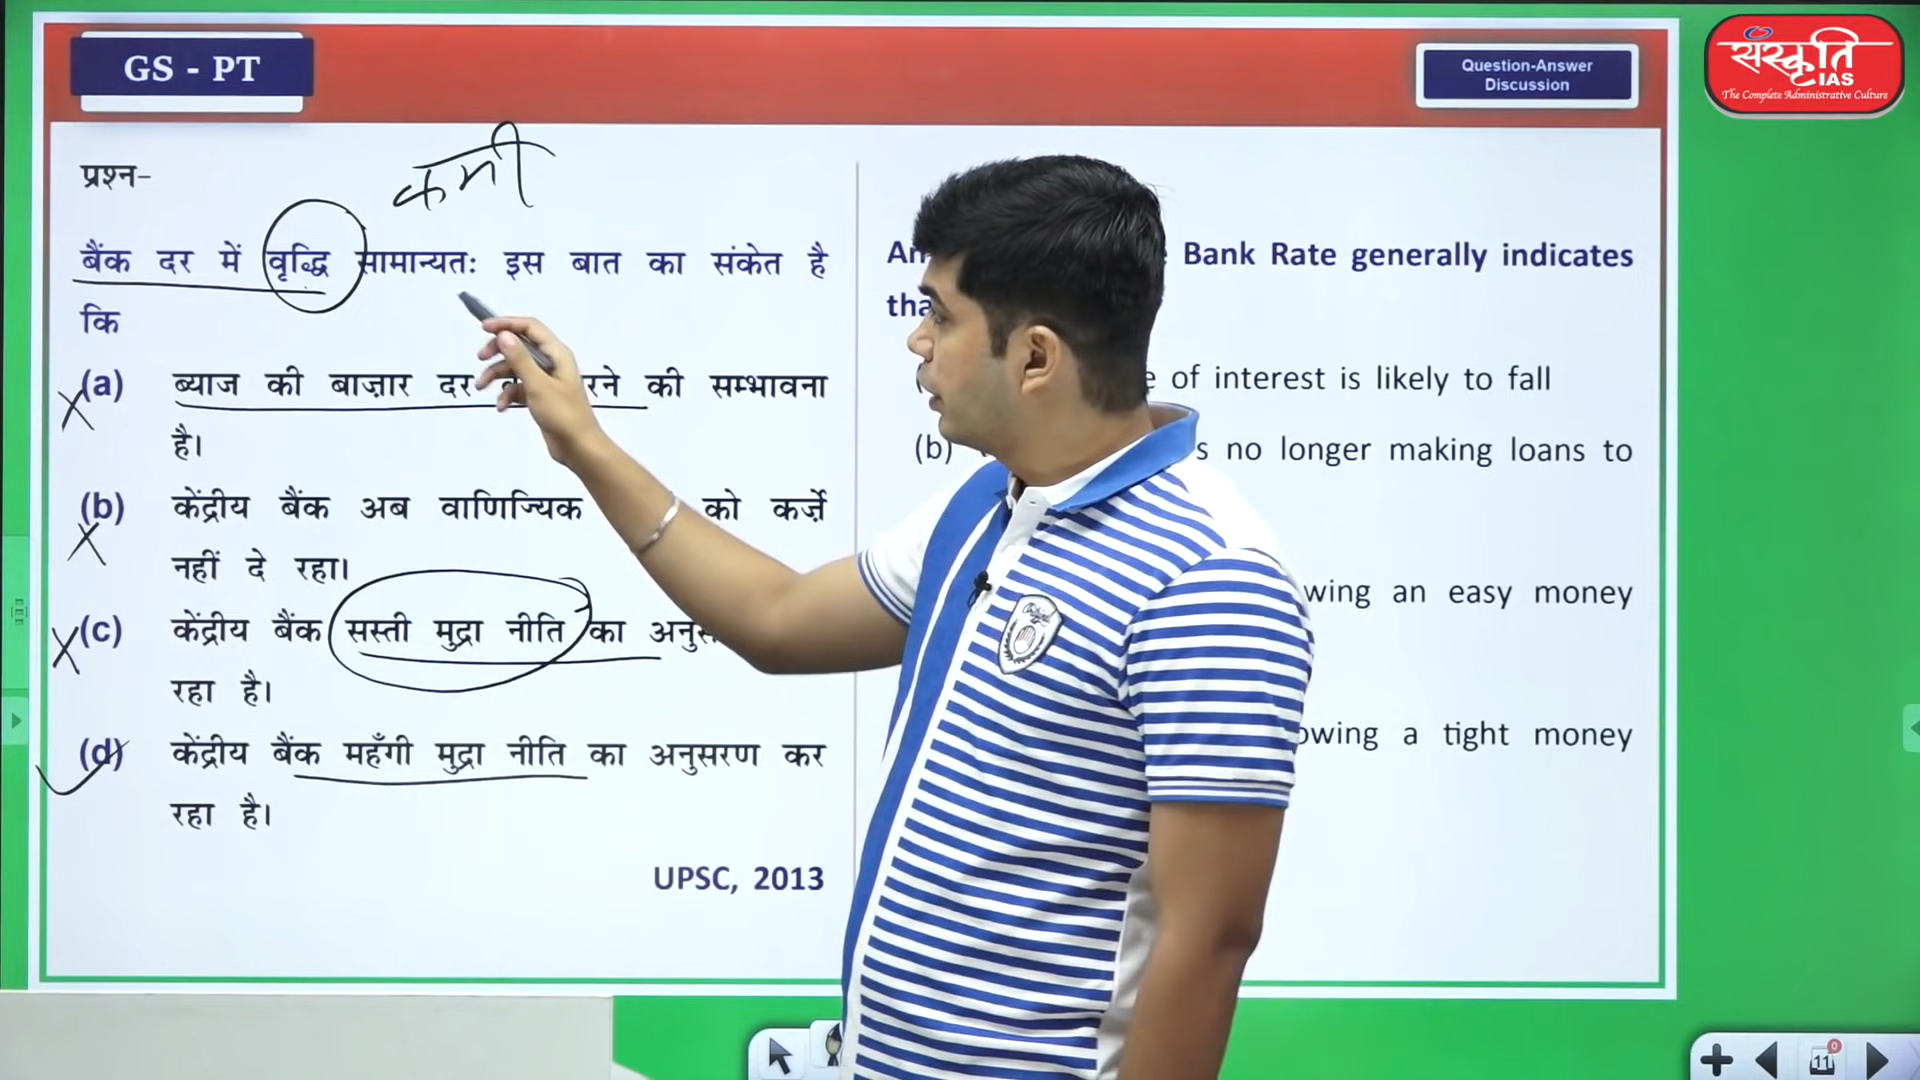 GS - PT
Question-Answer
Discussion
संस्कृति
IAS
The Complete Administrative Culture
कमी
प्रश्न-
बैंक दर में वृद्धि सामान्यतः इस बात का संकेत है
कि
(a) ब्याज की बाज़ार दर की सम्भावना
है।
(b) केंद्रीय बैंक अब वाणिज्यिक को कर्ज़े
नहीं दे रहा।
(c) केंद्रीय बैंक सस्ती मुद्रा नीति का
रहा है।
(d) केंद्रीय बैंक महँगी मुद्रा नीति का अनुसरण कर
रहा है।
UPSC, 2013
Bank Rate generally indicates
of interest is likely to fall
(b) no longer making loans to
an easy money
a tight money
11
0